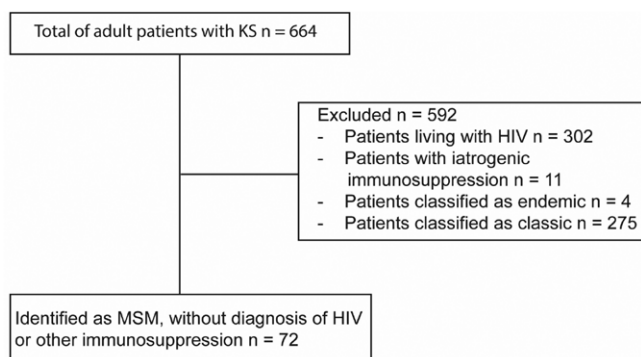 Total of adult patients with KS n = 664
Excluded n = 592
- Patients living with HIV n = 302
- Patients with iatrogenic
immunosuppression n = 11
- Patients classified as endemic n = 4
- Patients classified as classic n = 275
Identified as MSM, without diagnosis of HIV
or other immunosuppression n = 72